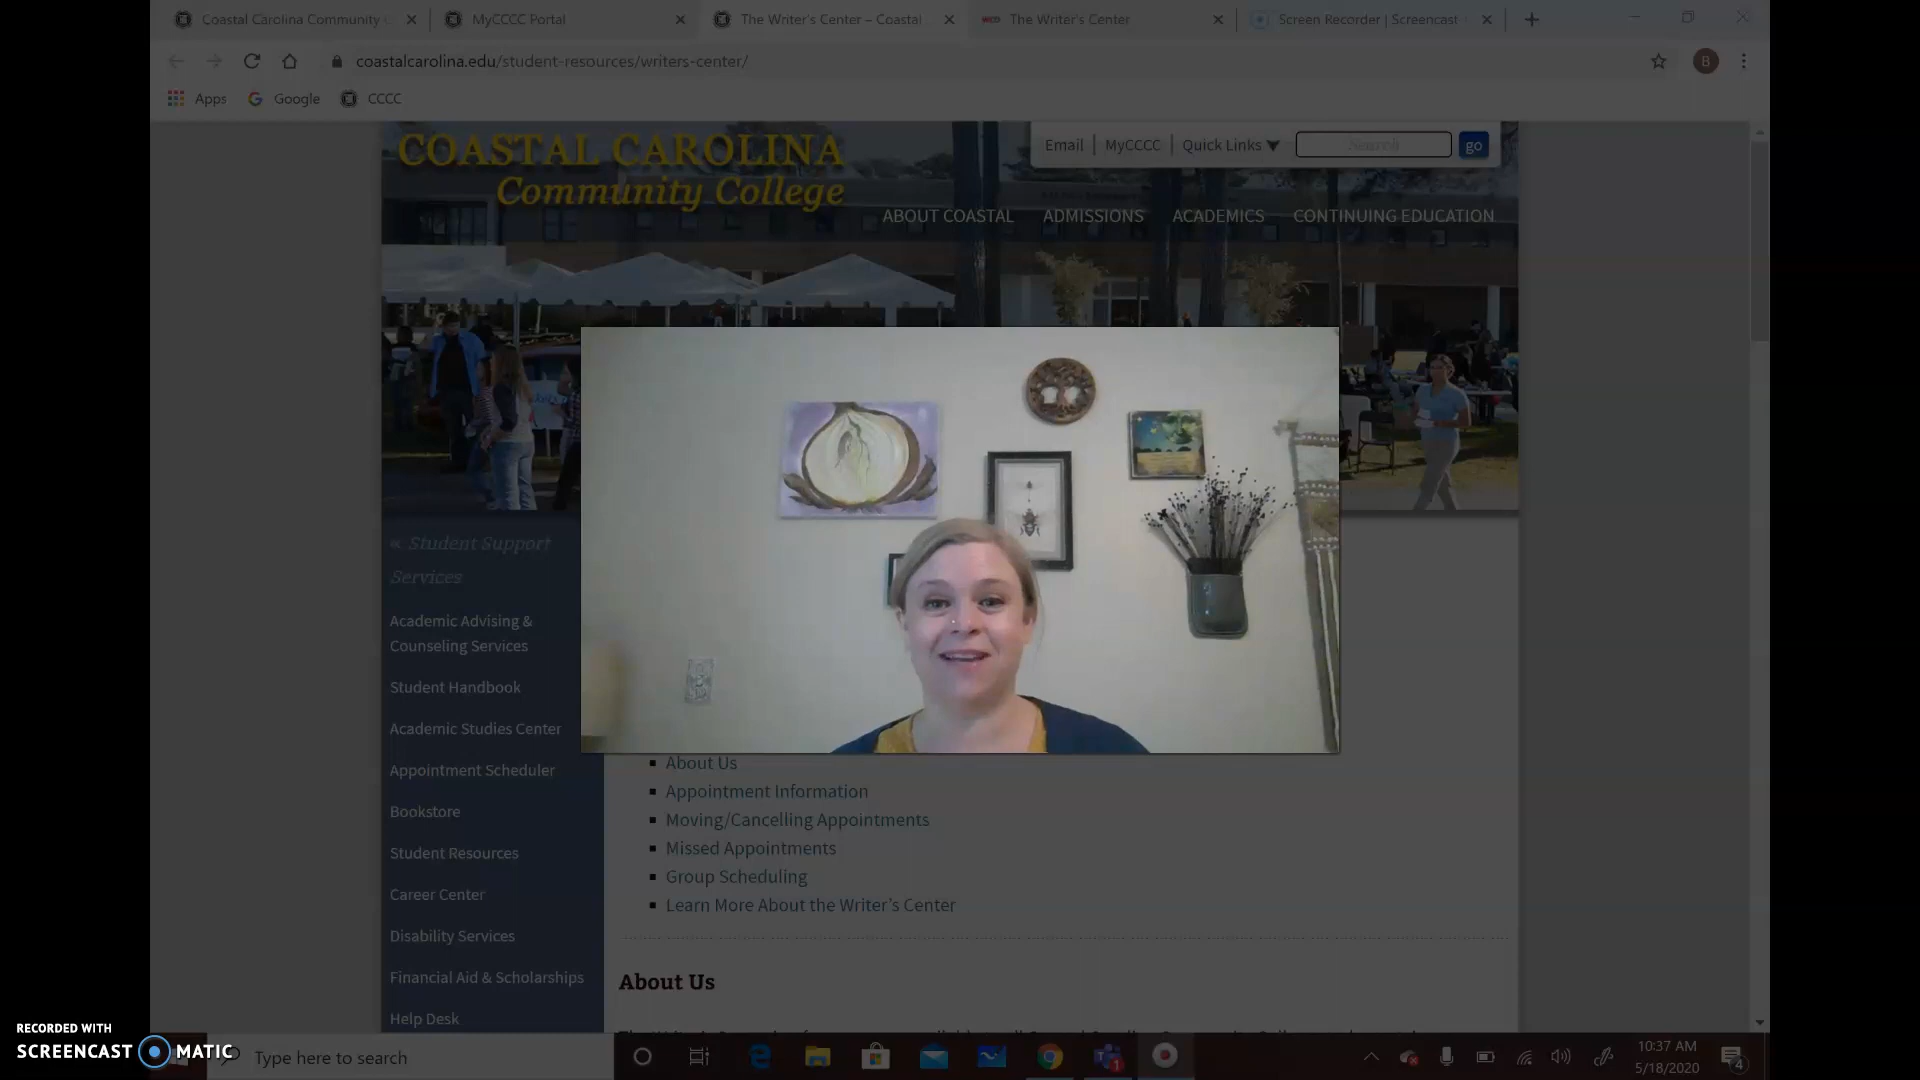 Coastal Carolina Community
MyCCCC Portal
The Writer's Center – Coastal
The Writer's Center
Screen Recorder | Screencast
coastalcarolina.edu/student-resources/writers-center/
B
Apps
Google
CCCC
COASTAL CAROLINA
Community College
Email | MyCCCC | Quick Links ▼
Search
go
ABOUT COASTAL
ADMISSIONS
ACADEMICS
CONTINUING EDUCATION
« Student Support
Services
Academic Advising &
Counseling Services
Student Handbook
Academic Studies Center
Appointment Scheduler
Bookstore
Student Resources
Career Center
Disability Services
Financial Aid & Scholarships
Help Desk
About Us
Appointment Information
Moving/Cancelling Appointments
Missed Appointments
Group Scheduling
Learn More About the Writer's Center
About Us
RECORDED WITH
SCREENCAST MATIC
Type here to search
1
10:37 AM
5/18/2020
4